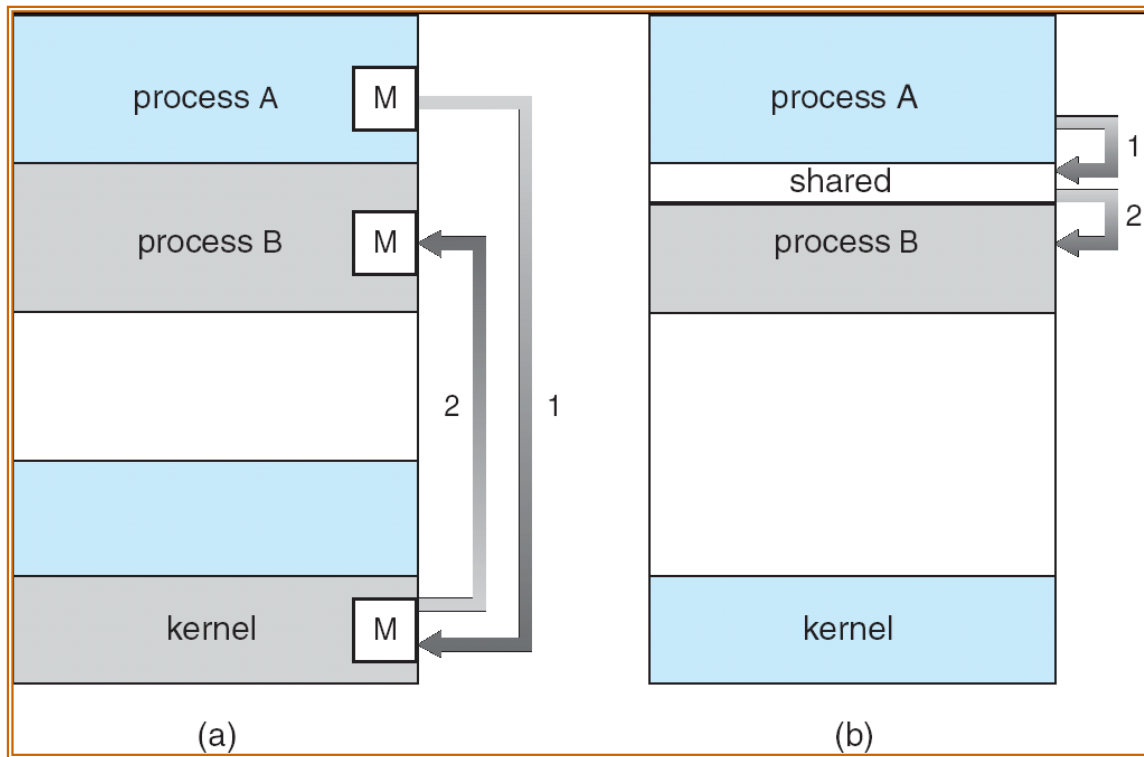 process A
M
process B
M
2
1
kernel
M
(a)
process A
1
shared
2
process B
kernel
(b)